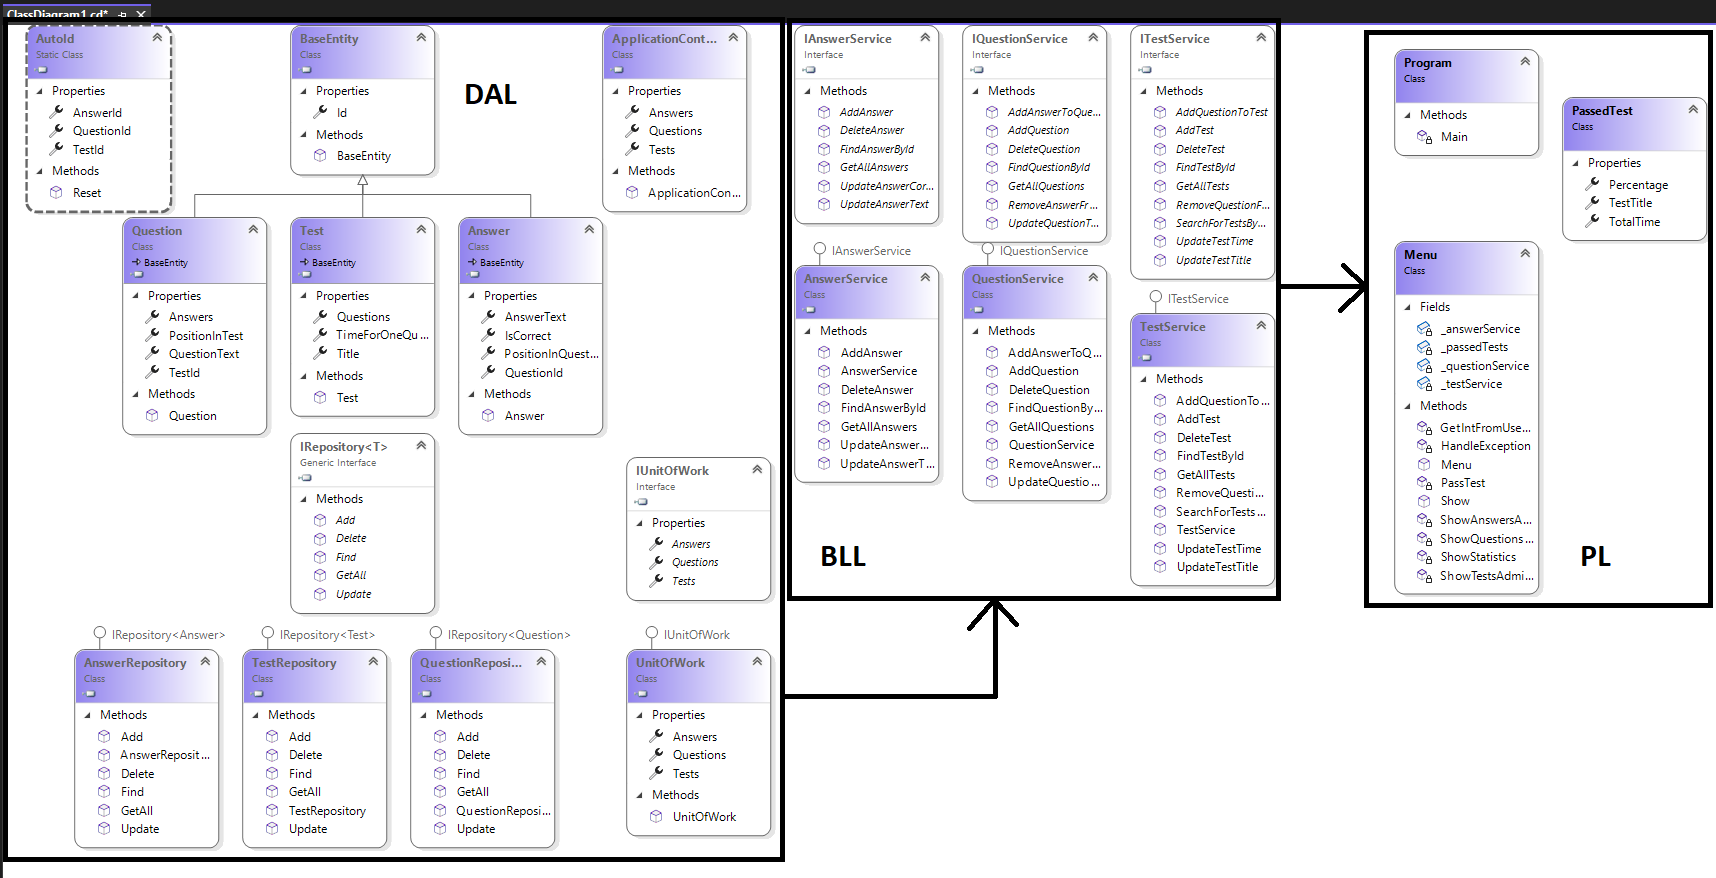 ClassDiagram1.cd*
AutoId
Static Class
Properties
AnswerId
QuestionId
TestId
Methods
Reset
BaseEntity
Class
Properties
Id
Methods
BaseEntity
DAL
ApplicationCont...
Class
Properties
Answers
Questions
Tests
Methods
ApplicationCon...
Question
Class
BaseEntity
Properties
Answers
PositionInTest
QuestionText
TestId
Methods
Question
Test
Class
BaseEntity
Properties
Questions
TimeForOneQu...
Title
Methods
Test
Answer
Class
BaseEntity
Properties
AnswerText
IsCorrect
PositionInQuest...
QuestionId
Methods
Answer
IRepository<T>
Generic Interface
Methods
Add
Delete
Find
GetAll
Update
IUnitOfWork
Interface
Properties
Answers
Questions
Tests
IRepository<Answer>
AnswerRepository
Class
Methods
Add
AnswerReposit...
Delete
Find
GetAll
Update
IRepository<Test>
TestRepository
Class
Methods
Add
Delete
Find
GetAll
TestRepository
Update
IRepository<Question>
QuestionReposi...
Class
Methods
Add
Delete
Find
GetAll
QuestionReposi...
Update
IUnitOfWork
UnitOfWork
Class
Properties
Answers
Questions
Tests
Methods
UnitOfWork
IAnswerService
Interface
Methods
AddAnswer
DeleteAnswer
FindAnswerById
GetAllAnswers
UpdateAnswerCor...
UpdateAnswerText
IQuestionService
Interface
Methods
AddAnswerToQue...
AddQuestion
DeleteQuestion
FindQuestionById
GetAllQuestions
RemoveAnswerFr...
UpdateQuestionT...
ITestService
Interface
Methods
AddQuestionToTest
AddTest
DeleteTest
FindTestById
GetAllTests
RemoveQuestionF...
SearchForTestsBy...
UpdateTestTime
UpdateTestTitle
IAnswerService
AnswerService
Class
Methods
AddAnswer
AnswerService
DeleteAnswer
FindAnswerById
GetAllAnswers
UpdateAnswer...
UpdateAnswerT...
IQuestionService
QuestionService
Class
Methods
AddAnswerToQ...
AddQuestion
DeleteQuestion
FindQuestionBy...
GetAllQuestions
QuestionService
RemoveAnswer...
UpdateQuestio...
ITestService
TestService
Class
Methods
AddQuestionTo...
AddTest
DeleteTest
FindTestById
GetAllTests
RemoveQuesti...
SearchForTests...
TestService
UpdateTestTime
UpdateTestTitle
BLL
Program
Class
Methods
Main
PassedTest
Class
Properties
Percentage
TestTitle
TotalTime
Menu
Class
Fields
_answerService
_passedTests
_questionService
_testService
Methods
GetIntFromUse...
HandleException
Menu
PassTest
Show
ShowAnswersA...
ShowQuestions...
ShowStatistics
ShowTestsAdmi...
PL